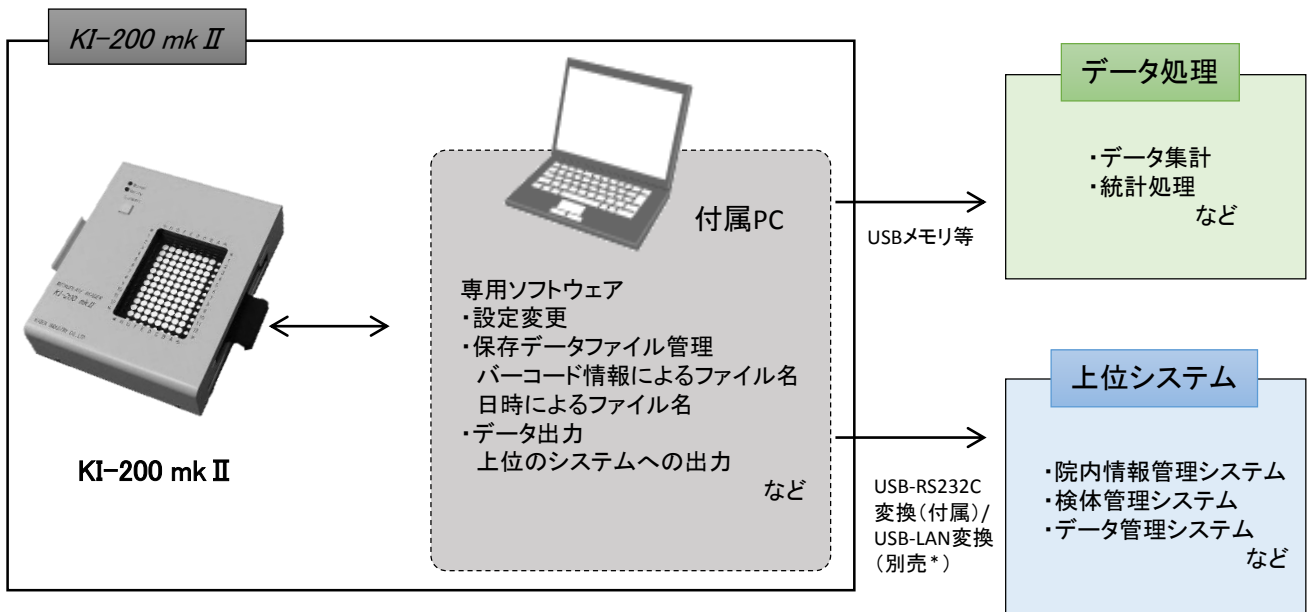 KI-200 mk Ⅱ
KI-200 mk Ⅱ
付属PC
専用ソフトウェア
・設定変更
・保存データファイル管理
バーコード情報によるファイル名
日時によるファイル名
・データ出力
上位のシステムへの出力
など
USBメモリ等
USB-RS232C
変換(付属)/
USB-LAN変換
(別売*)
データ処理
・データ集計
・統計処理
など
上位システム
・院内情報管理システム
・検体管理システム
・データ管理システム
など